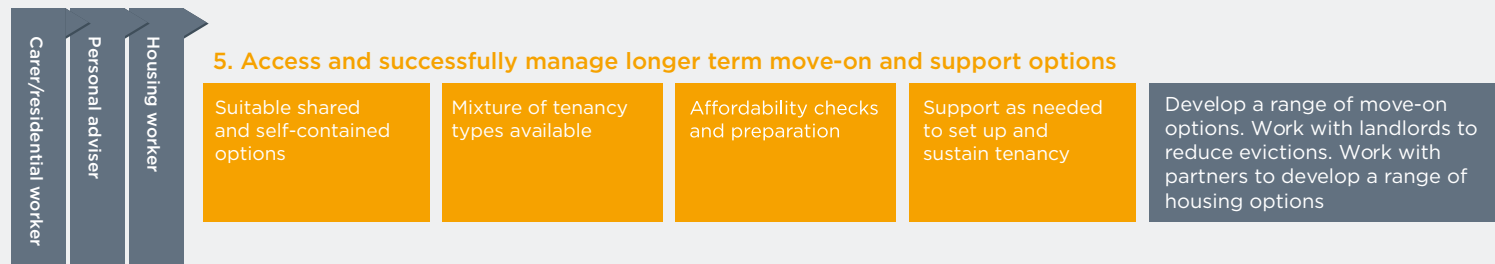 Carer/residential worker
Personal adviser
Housing worker
5. Access and successfully manage longer term move-on and support options
Suitable shared
and self-contained
options
Mixture of tenancy
types available
Affordability checks
and preparation
Support as needed
to set up and
sustain tenancy
Develop a range of move-on
options. Work with landlords to
reduce evictions. Work with
partners to develop a range of
housing options